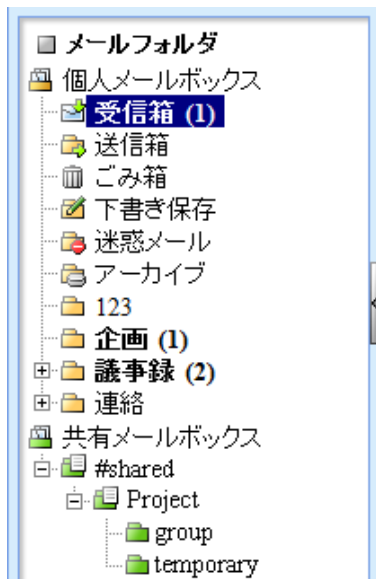 メールフォルダ
個人メールボックス
受信箱 (1)
送信箱
ごみ箱
下書き保存
迷惑メール
アーカイブ
123
企画 (1)
議事録 (2)
連絡
共有メールボックス
#shared
Project
group
temporary